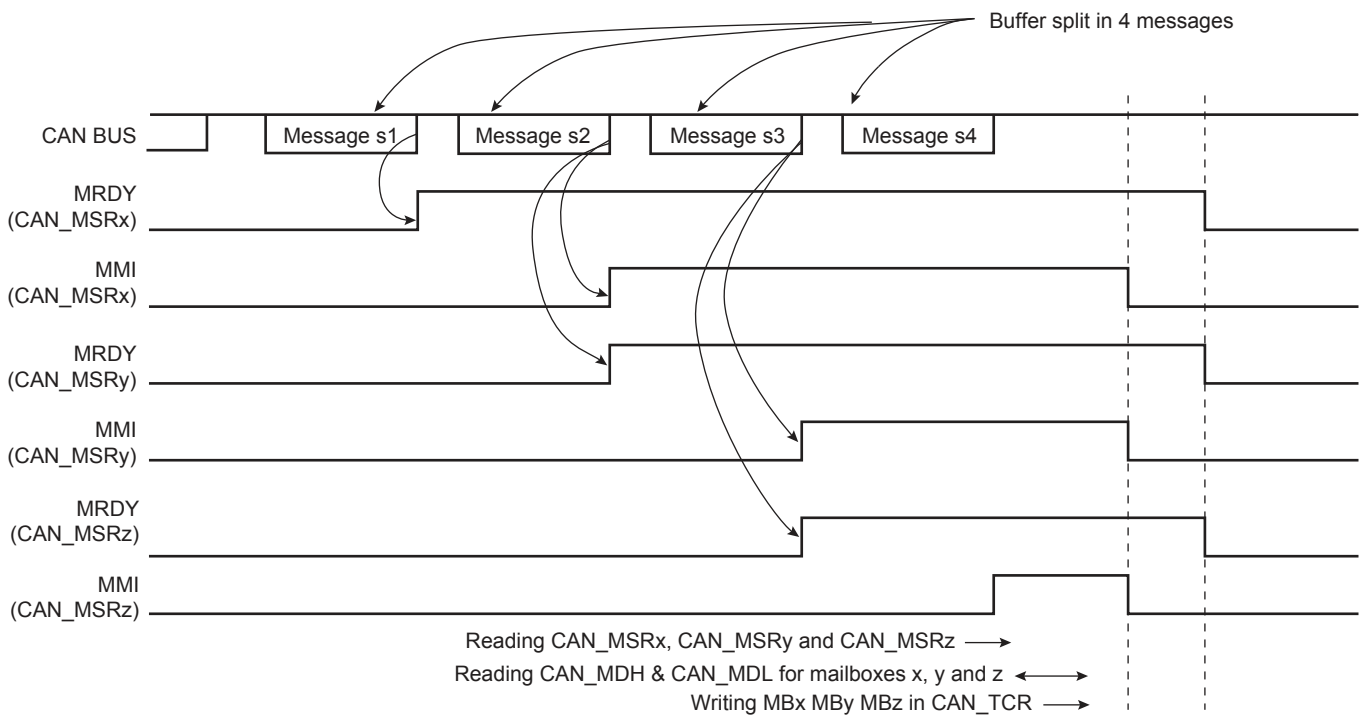 Buffer split in 4 messages
CAN BUS
Message s1
Message s2
Message s3
Message s4
MRDY
(CAN_MSRx)
MMI
(CAN_MSRx)
MRDY
(CAN_MSRy)
MMI
(CAN_MSRy)
MRDY
(CAN_MSRz)
MMI
(CAN_MSRz)
Reading CAN_MSRx, CAN_MSRy and CAN_MSRz
Reading CAN_MDH & CAN_MDL for mailboxes x, y and z
Writing MBx MBy MBz in CAN_TCR